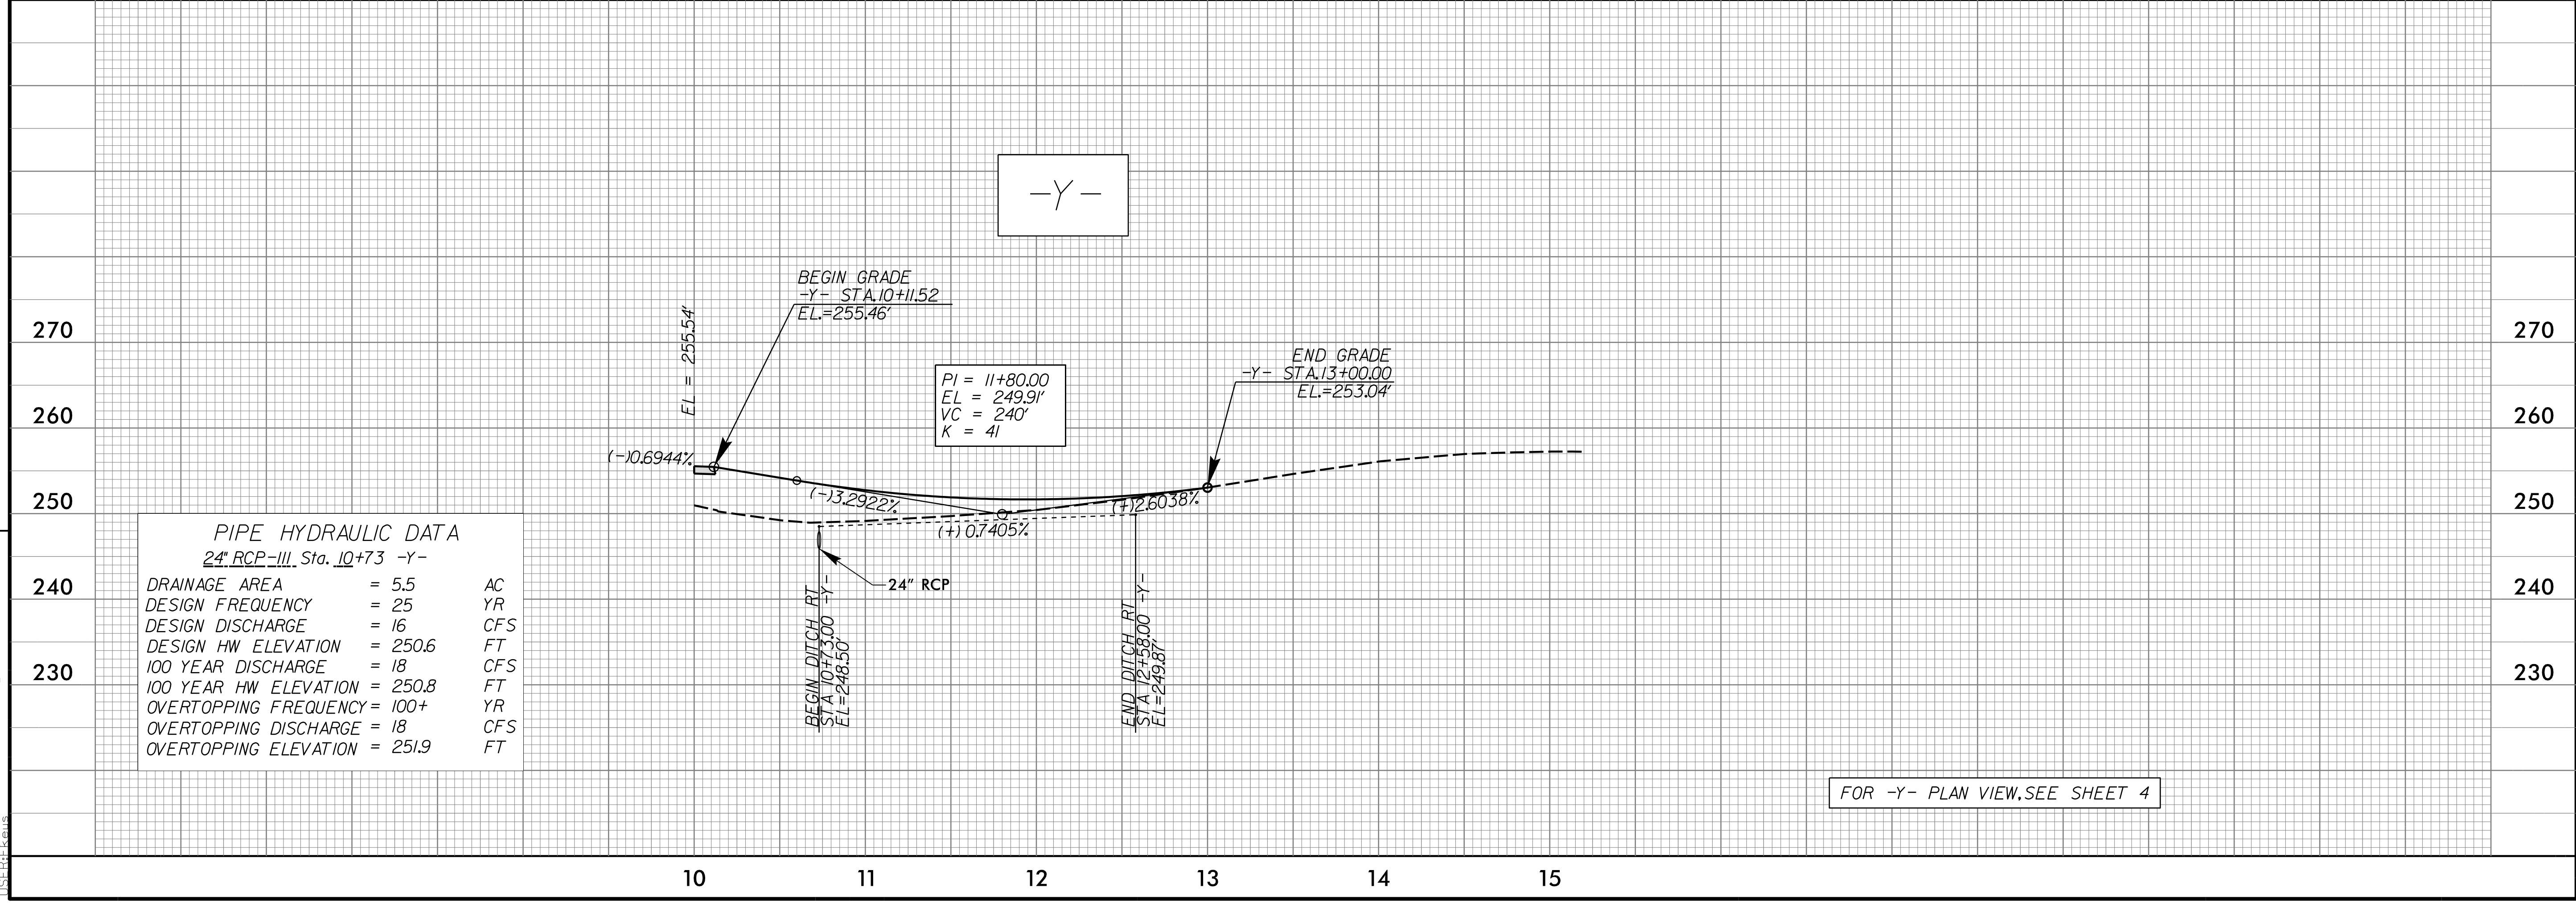 -Y-
BEGIN GRADE
-Y- STA.10+11.52
EL.=255.46'
EL = 255.54'
270
270
END GRADE
-Y- STA.13+00.00
EL.=253.04'
PI = 11+80.00
EL = 249.91'
VC = 240'
K = 41
260
260
(-)0.6944%
(-)3.2922%
(+)2.6038%
(+)0.7405%
250
250
PIPE HYDRAULIC DATA
24" RCP-III Sta. 10+73 -Y-
DRAINAGE AREA = 5.5 AC
DESIGN FREQUENCY = 25 YR
DESIGN DISCHARGE = 16 CFS
DESIGN HW ELEVATION = 250.6 FT
100 YEAR DISCHARGE = 18 CFS
100 YEAR HW ELEVATION = 250.8 FT
OVERTOPPING FREQUENCY = 100+ YR
OVERTOPPING DISCHARGE = 18 CFS
OVERTOPPING ELEVATION = 251.9 FT
24" RCP
240
240
BEGIN DITCH RT
STA 10+73.00 -Y-
EL=248.50'
END DITCH RT
STA 12+58.00 -Y-
EL=249.87'
230
230
FOR -Y- PLAN VIEW, SEE SHEET 4
10 11 12 13 14 15